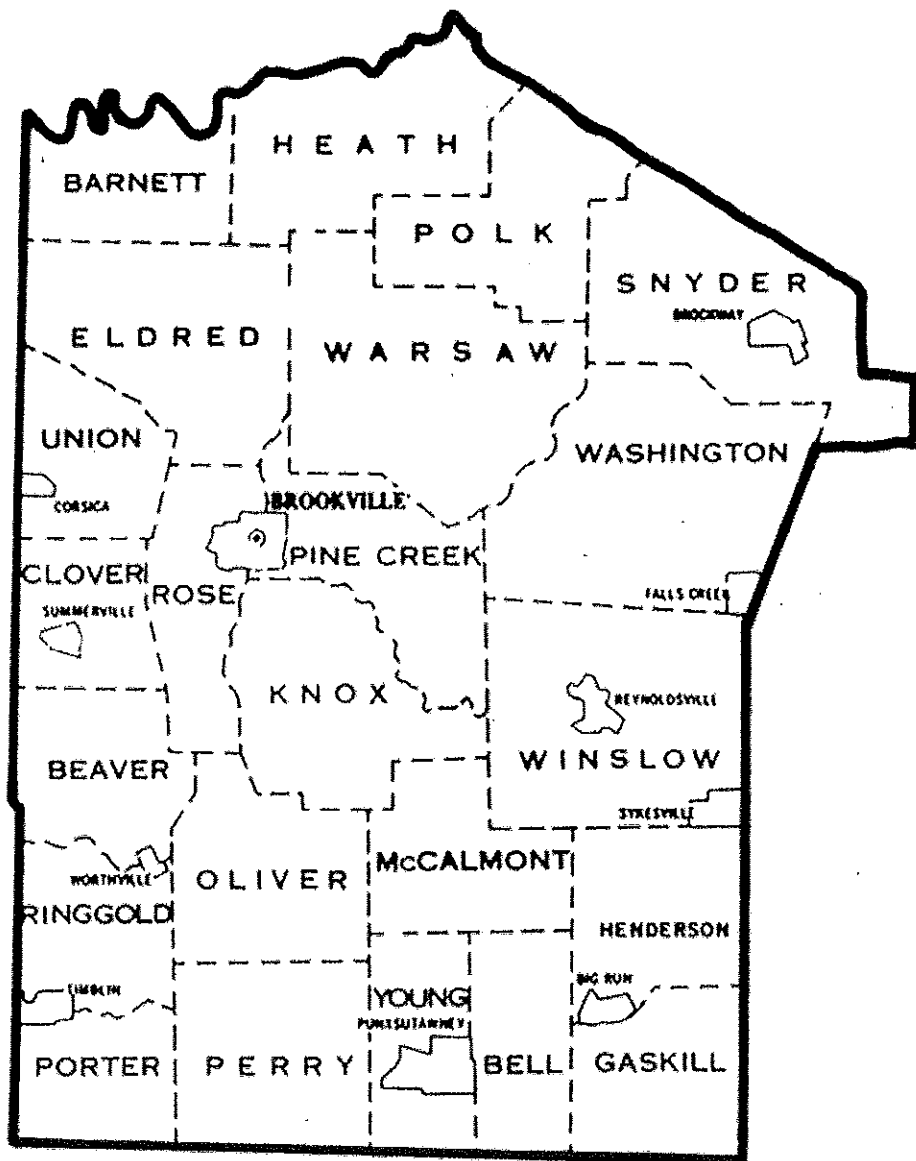 HEATH
BARNETT
POLK
SNYDER
BROCKWAY
ELDRED
WARSAW
UNION
WASHINGTON
CORSICA
BROOKVILLE
PINE CREEK
CLOVER
ROSE
SUMMERVILLE
FALLS CREEK
KNOX
REYNOLDSVILLE
BEAVER
WINSLOW
SYKESVILLE
McCALMONT
WORTHVILLE
OLIVER
RINGGOLD
HENDERSON
TIMBLIN
BIG RUN
YOUNG
PUNXSUTAWNEY
PORTER
PERRY
BELL
GASKILL